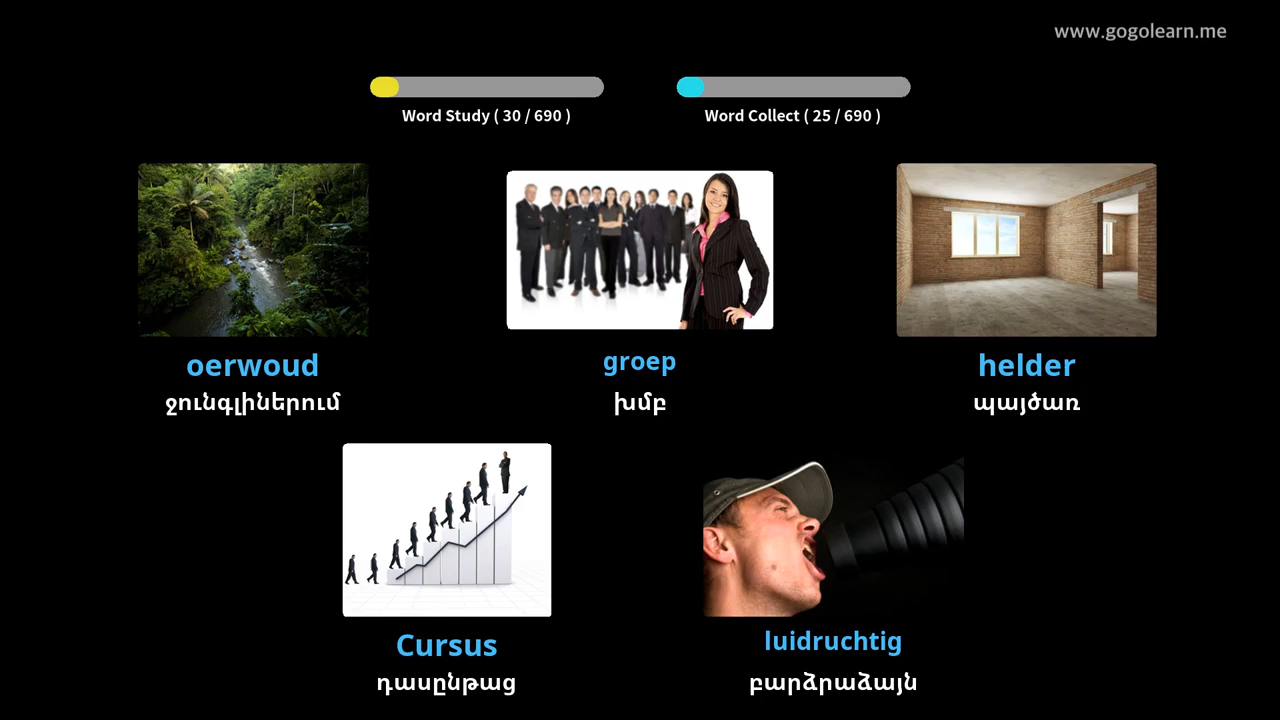 www.gogolearn.me
Word Study ( 30 / 690 )
Word Collect ( 25 / 690 )
oerwoud
ջունգլիներում
groep
խմբ
helder
պայծառ
Cursus
դասընթաց
luidruchtig
բարձրաձայն